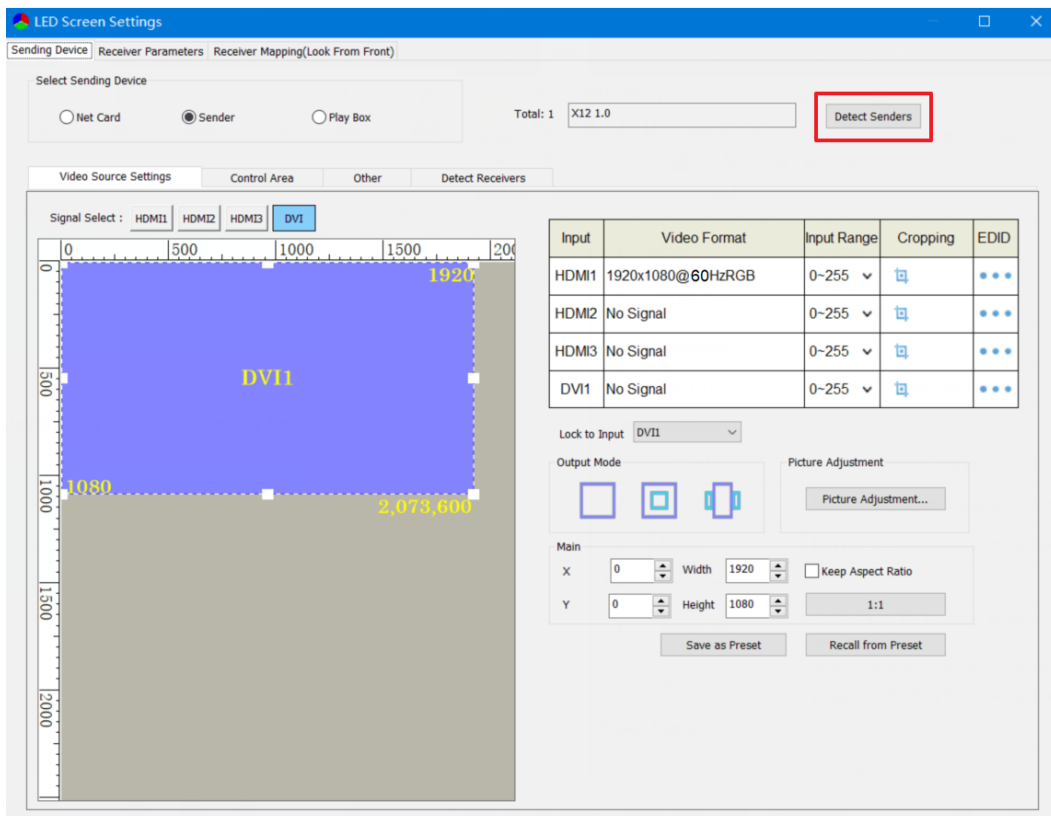 LED Screen Settings
Sending Device Receiver Parameters Receiver Mapping(Look From Front)
Select Sending Device
Net Card Sender Play Box
Total: 1 X12 1.0 Detect Senders
Video Source Settings Control Area Other Detect Receivers
Signal Select : HDMI1 HDMI2 HDMI3 DVI
0 500 1000 1500 200
0
500
1000
1500
2000
1920
DVI1
1080
2,073,600
Input Video Format Input Range Cropping EDID
HDMI1 1920x1080@60HzRGB 0~255
HDMI2 No Signal 0~255
HDMI3 No Signal 0~255
DVI1 No Signal 0~255
Lock to Input DVI1
Output Mode Picture Adjustment
Picture Adjustment...
Main
X 0 Width 1920 Keep Aspect Ratio
Y 0 Height 1080 1:1
Save as Preset Recall from Preset